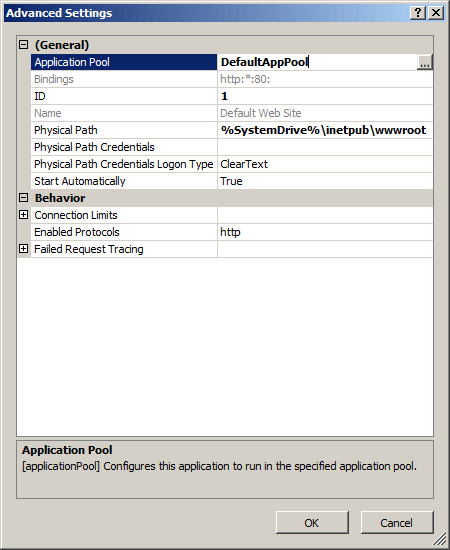 Advanced Settings
(General)
Application Pool DefaultAppPool ...
Bindings http:*:80:
ID 1
Name Default Web Site
Physical Path %SystemDrive%\inetpub\wwwroot
Physical Path Credentials
Physical Path Credentials Logon Type ClearText
Start Automatically True
Behavior
Connection Limits
Enabled Protocols http
Failed Request Tracing
Application Pool
[applicationPool] Configures this application to run in the specified application pool.
OK Cancel